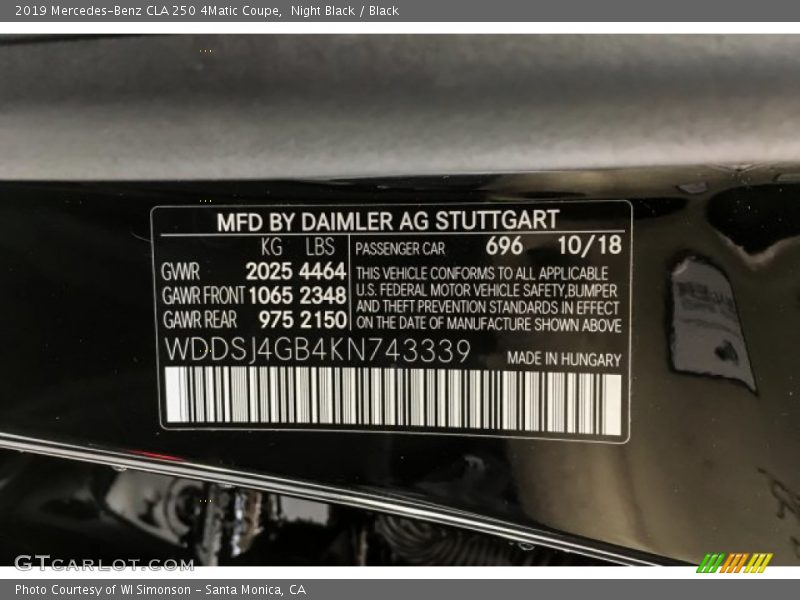 2019 Mercedes-Benz CLA 250 4Matic Coupe, Night Black / Black
MFD BY DAIMLER AG STUTTGART
KG LBS PASSENGER CAR 696 10/18
GVWR 2025 4464 THIS VEHICLE CONFORMS TO ALL APPLICABLE
GAWR FRONT 1065 2348 U.S. FEDERAL MOTOR VEHICLE SAFETY,BUMPER
AND THEFT PREVENTION STANDARDS IN EFFECT
GAWR REAR 975 2150 ON THE DATE OF MANUFACTURE SHOWN ABOVE
WDDSJ4GB4KN743339 MADE IN HUNGARY
GTCARLOT.COM
Photo Courtesy of WI Simonson - Santa Monica, CA